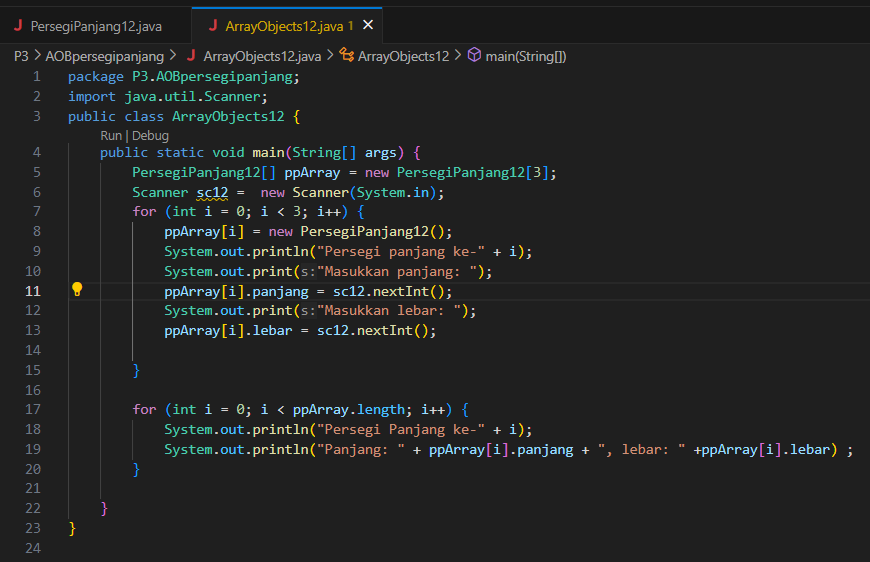 J PersegiPanjang12.java J ArrayObjects12.java 1 ×
P3 > AOBpersegipanjang > J ArrayObjects12.java > ArrayObjects12 > main(String[])
1 package P3.AOBpersegipanjang;
2 import java.util.Scanner;
3 public class ArrayObjects12 {
Run | Debug
4 public static void main(String[] args) {
5 PersegiPanjang12[] ppArray = new PersegiPanjang12[3];
6 Scanner sc12 =  new Scanner(System.in);
7 for (int i = 0; i < 3; i++) {
8 ppArray[i] = new PersegiPanjang12();
9 System.out.println("Persegi panjang ke-" + i);
10 System.out.print(s:"Masukkan panjang: ");
11 ppArray[i].panjang = sc12.nextInt();
12 System.out.print(s:"Masukkan lebar: ");
13 ppArray[i].lebar = sc12.nextInt();
14
15 }
16
17 for (int i = 0; i < ppArray.length; i++) {
18 System.out.println("Persegi Panjang ke-" + i);
19 System.out.println("Panjang: " + ppArray[i].panjang + ", lebar: " +ppArray[i].lebar) ;
20 }
21
22 }
23 }
24